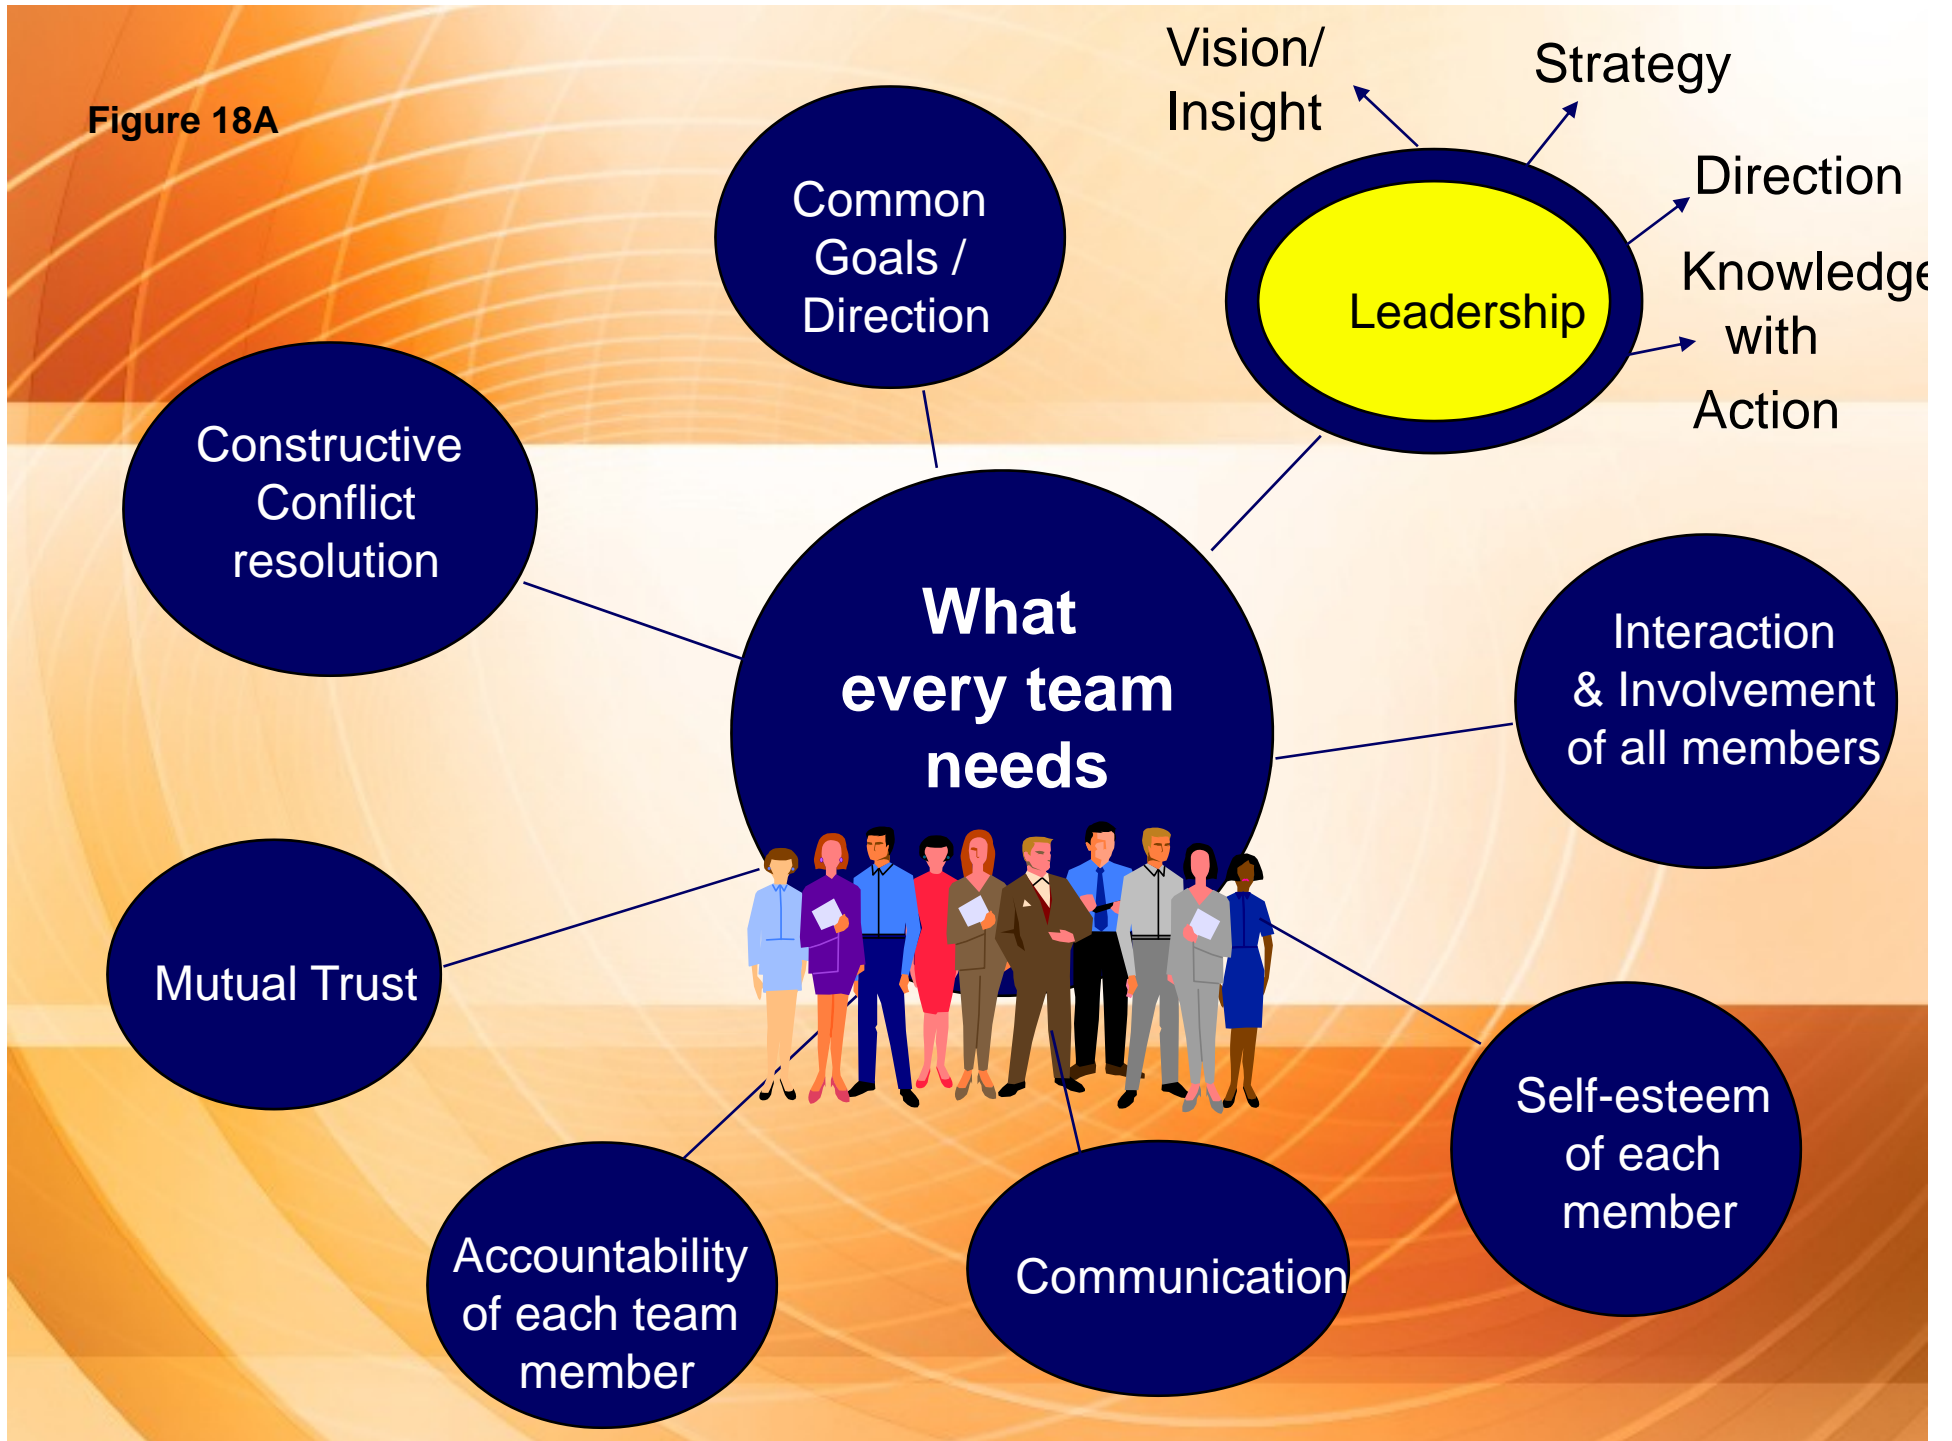 Figure 18A
Common
Goals /
Direction
Vision/
Insight
Strategy
Direction
Knowledge
with
Action
Leadership
Constructive
Conflict
resolution
What
every team
needs
Interaction
& Involvement
of all members
Mutual Trust
Self-esteem
of each
member
Accountability
of each team
member
Communication